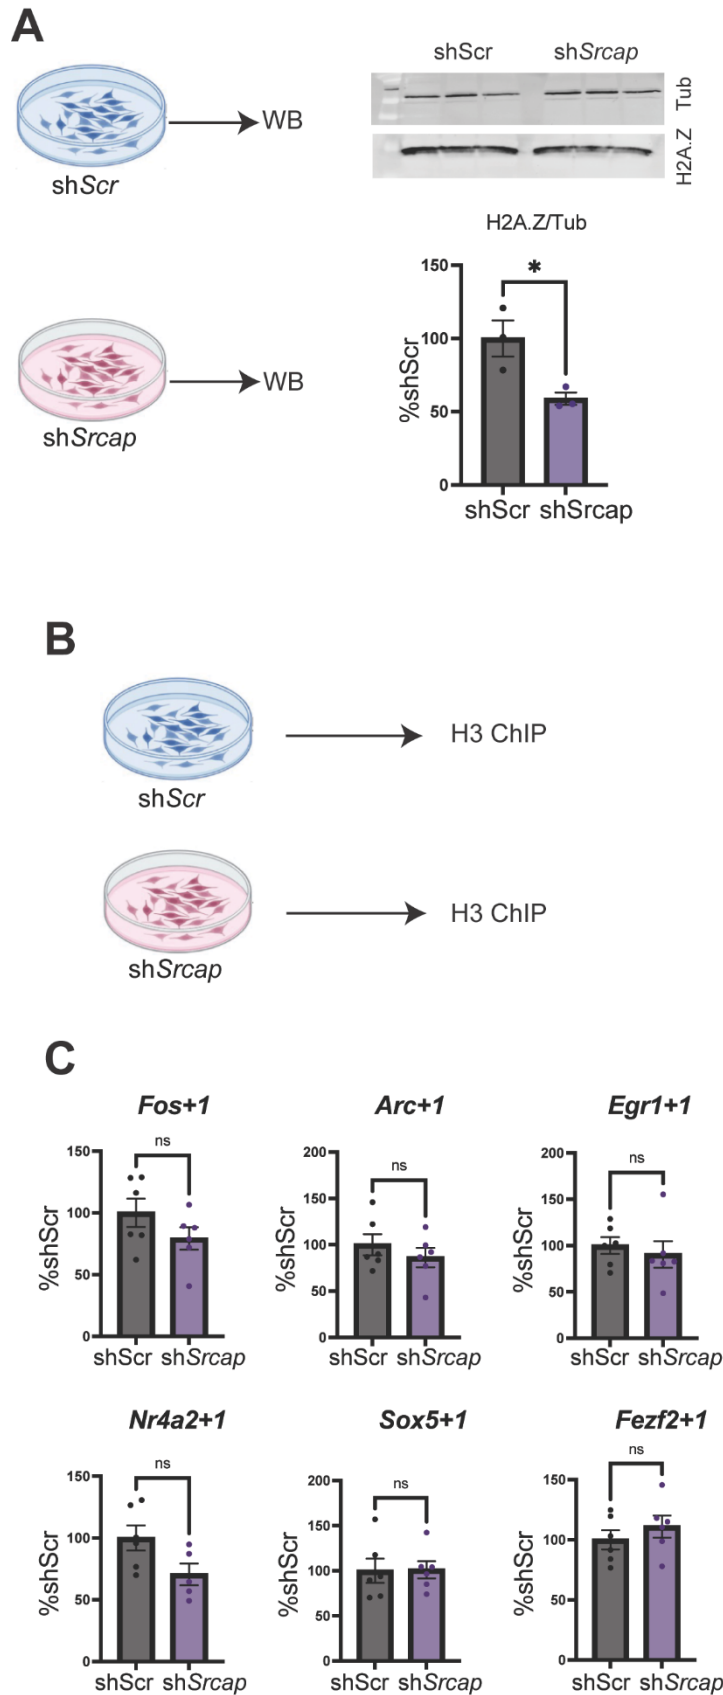 A
shScr
shSrcap
Tub
WB
H2A.Z
shScr
H2A.Z/Tub
150
*
100
%shScr
WB
50
shSrcap
0
shScr
shSrcap
B
H3 ChIP
shScr
H3 ChIP
shSrcap
C
Fos+1
Arc+1
Egr1+1
150
ns
100
%shScr
50
0
shScr shSrcap
200
ns
150
100
%shScr
50
0
shScr shSrcap
200
ns
150
100
%shScr
50
0
shScr shSrcap
Nr4a2+1
Sox5+1
Fezf2+1
150
ns
100
%shScr
50
0
shScr shSrcap
200
ns
150
100
%shScr
50
0
shScr shSrcap
ns
150
100
%shScr
50
0
shScr shSrcap